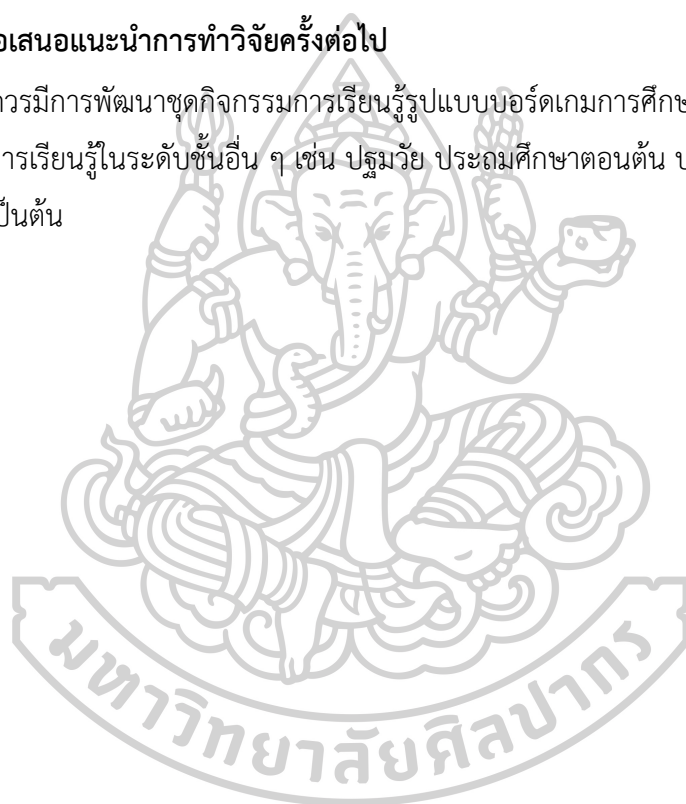 อเสนอแนะนำการทำวิจัยครั้งต่อไป
ควรมีการพัฒนาชุดกิจกรรมการเรียนรู้รูปแบบบอร์ดเกมการศึกษ
การเรียนรู้ในระดับชั้นอื่น ๆ เช่น ปฐมวัย ประถมศึกษาตอนต้น
เป็นต้น
มหาวิทยาลัยศิลปากร